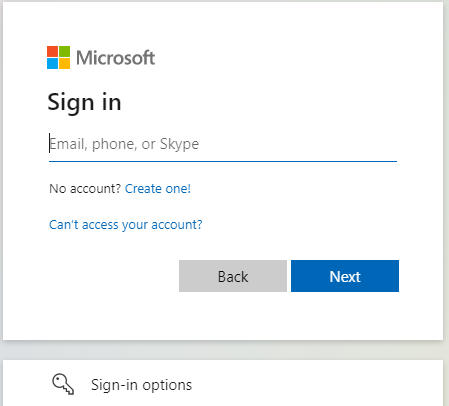 Microsoft
Sign in
Email, phone, or Skype
No account? Create one!
Can't access your account?
Back
Next
Sign-in options